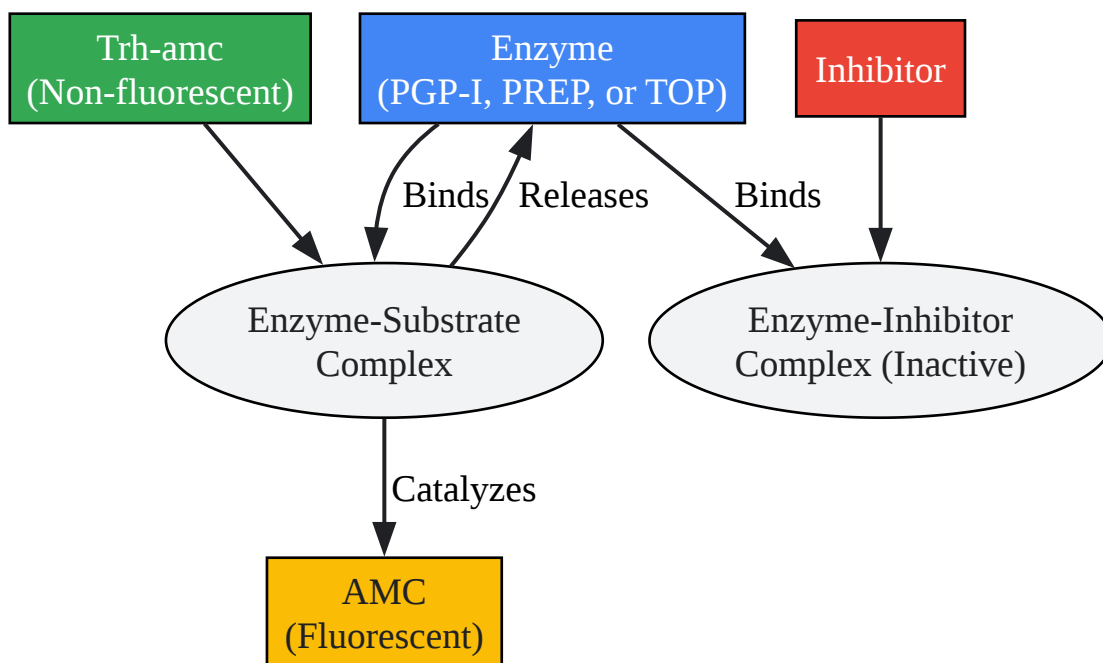 Trh-amc
(Non-fluorescent)
Enzyme
(PGP-I, PREP, or TOP)
Inhibitor
Binds
Releases
Binds
Enzyme-Substrate
Complex
Enzyme-Inhibitor
Complex (Inactive)
Catalyzes
AMC
(Fluorescent)